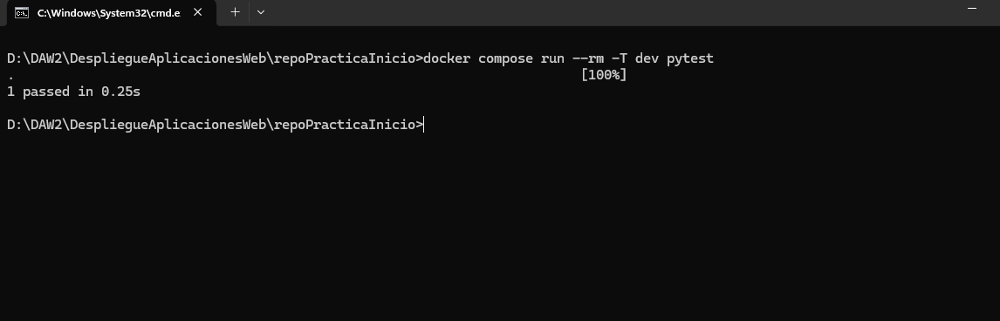 C:\Windows\System32\cmd.e
D:\DAW2\DespliegueAplicacionesWeb\repoPracticaInicio>docker compose run --rm -T dev pytest
. [100%]
1 passed in 0.25s
D:\DAW2\DespliegueAplicacionesWeb\repoPracticaInicio>